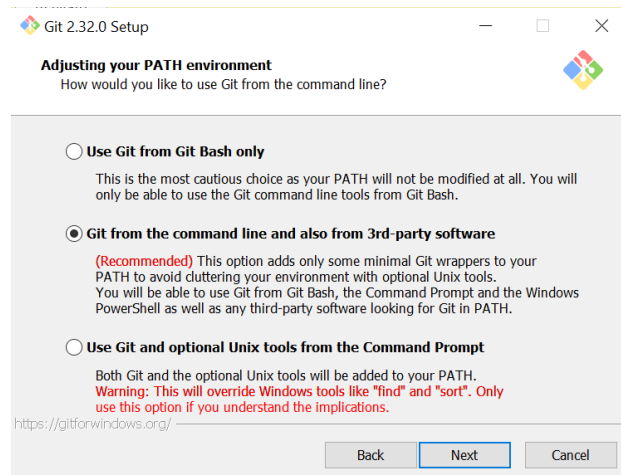 Git 2.32.0 Setup
Adjusting your PATH environment
How would you like to use Git from the command line?
Use Git from Git Bash only
This is the most cautious choice as your PATH will not be modified at all. You will
only be able to use the Git command line tools from Git Bash.
Git from the command line and also from 3rd-party software
(Recommended) This option adds only some minimal Git wrappers to your
PATH to avoid cluttering your environment with optional Unix tools.
You will be able to use Git from Git Bash, the Command Prompt and the Windows
PowerShell as well as any third-party software looking for Git in PATH.
Use Git and optional Unix tools from the Command Prompt
Both Git and the optional Unix tools will be added to your PATH.
Warning: This will override Windows tools like "find" and "sort". Only
use this option if you understand the implications.
https://gitforwindows.org/
Back Next Cancel